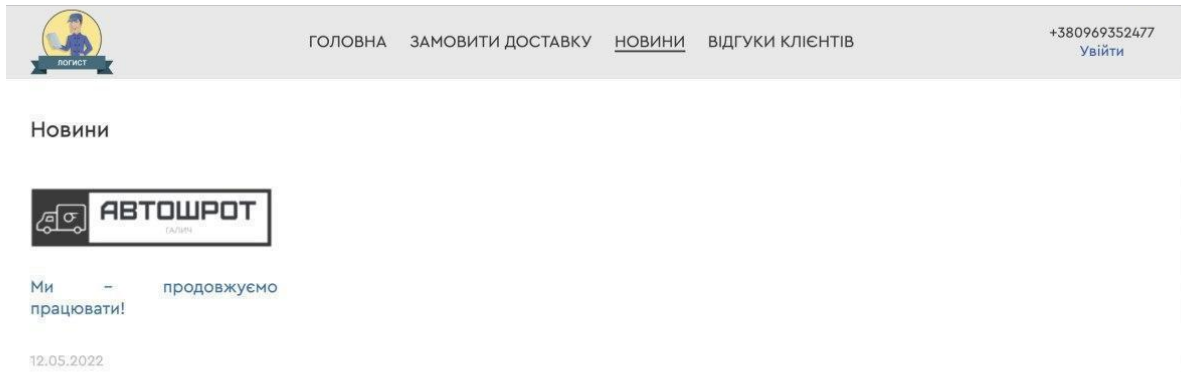 ЛОГИСТ
ГОЛОВНА ЗАМОВИТИ ДОСТАВКУ НОВИНИ ВІДГУКИ КЛІЄНТІВ
+380969352477
Увійти
Новини
АВТОШРОТ
ГАЛИЧ
Ми – продовжуємо
працювати!
12.05.2022